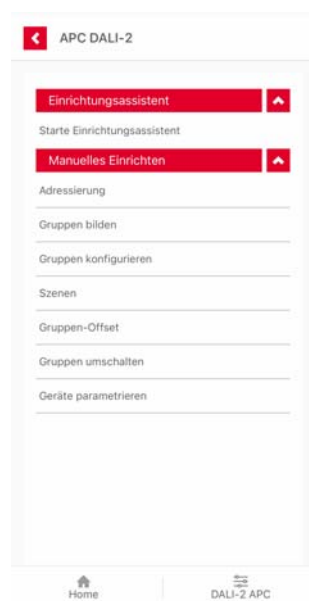 APC DALI-2
Einrichtungsassistent
Starte Einrichtungsassistent
Manuelles Einrichten
Adressierung
Gruppen bilden
Gruppen konfigurieren
Szenen
Gruppen-Offset
Gruppen umschalten
Geräte parametrieren
Home DALI-2 APC